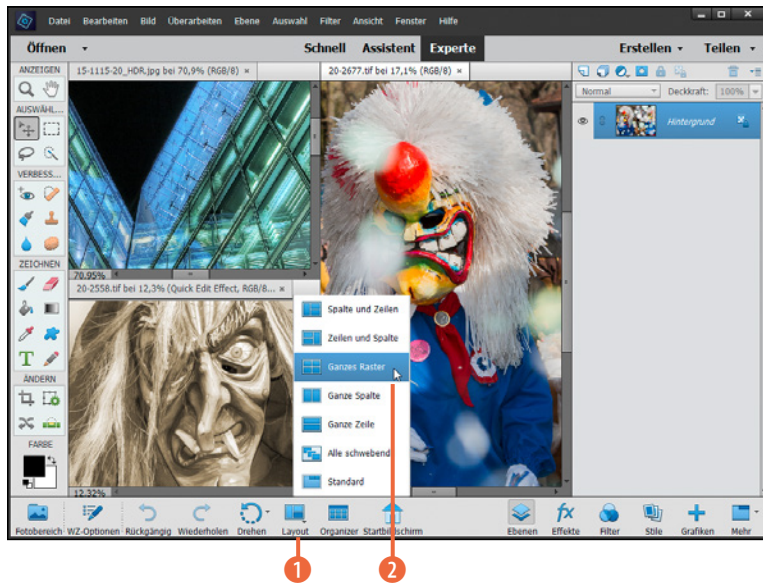 Datei Bearbeiten Bild Überarbeiten Ebene Auswahl Filter Ansicht Fenster Hilfe
Öffnen Schnell Assistent Experte Erstellen Teilen
ANZEIGEN
15-1115-20_HDR.jpg bei 70,9% (RGB/8) ×
20-2677.tif bei 17,1% (RGB/8) ×
Normal Deckkraft: 100%
Hintergrund
AUSWÄHL...
VERBESS...
ZEICHNEN
70.95%
20-2558.tif bei 12,3% (Quick Edit Effect, RGB/8... ×
Spalte und Zeilen
Zeilen und Spalte
Ganzes Raster
Ganze Spalte
Ganze Zeile
Alle schwebend
Standard
T
ÄNDERN
FARBE
12.32%
Fotobereich WZ-Optionen Rückgängig Wiederholen Drehen Layout Organizer Startbildschirm Ebenen Effekte Filter Stile Grafiken Mehr
fx
1 2